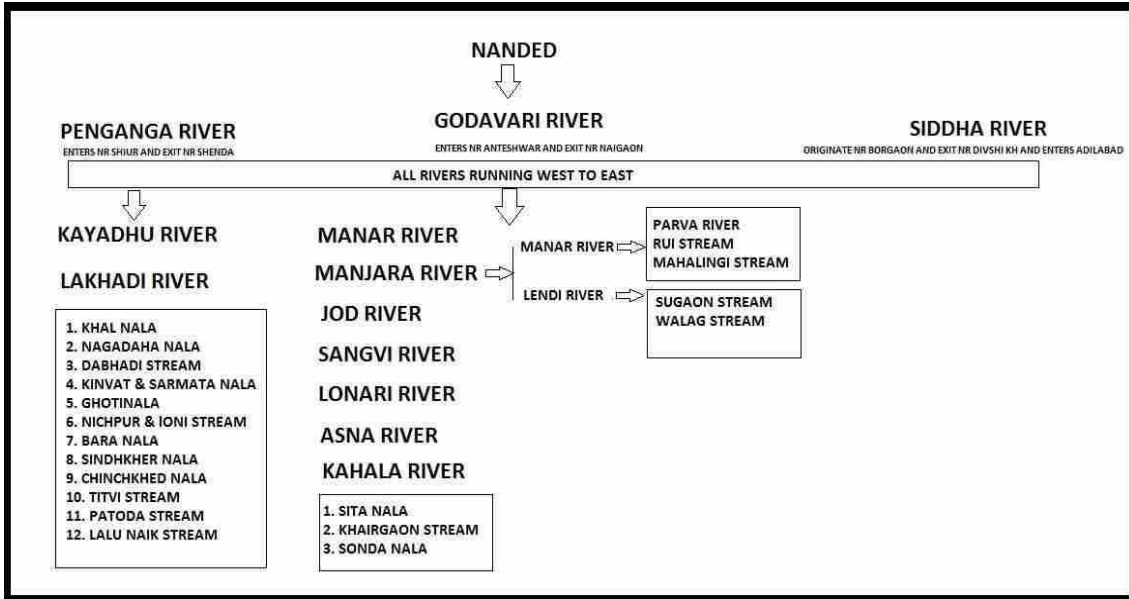 NANDED
PENGANGA RIVER
ENTERS NR SHIUR AND EXIT NR SHENDA
GODAVARI RIVER
ENTERS NR ANTESHWAR AND EXIT NR NAIGAON
SIDDHA RIVER
ORIGINATE NR BORGAON AND EXIT NR DIVSHI KH AND ENTERS ADILABAD
ALL RIVERS RUNNING WEST TO EAST
KAYADHU RIVER
LAKHADI RIVER
1. KHAL NALA
2. NAGADAHA NALA
3. DABHADI STREAM
4. KINVAT & SARMATA NALA
5. GHOTINALA
6. NICHPUR & lONI STREAM
7. BARA NALA
8. SINDHKHER NALA
9. CHINCHKHED NALA
10. TITVI STREAM
11. PATODA STREAM
12. LALU NAIK STREAM
MANAR RIVER
MANJARA RIVER
JOD RIVER
SANGVI RIVER
LONARI RIVER
ASNA RIVER
KAHALA RIVER
1. SITA NALA
2. KHAIRGAON STREAM
3. SONDA NALA
MANAR RIVER
PARVA RIVER
RUI STREAM
MAHALINGI STREAM
LENDI RIVER
SUGAON STREAM
WALAG STREAM